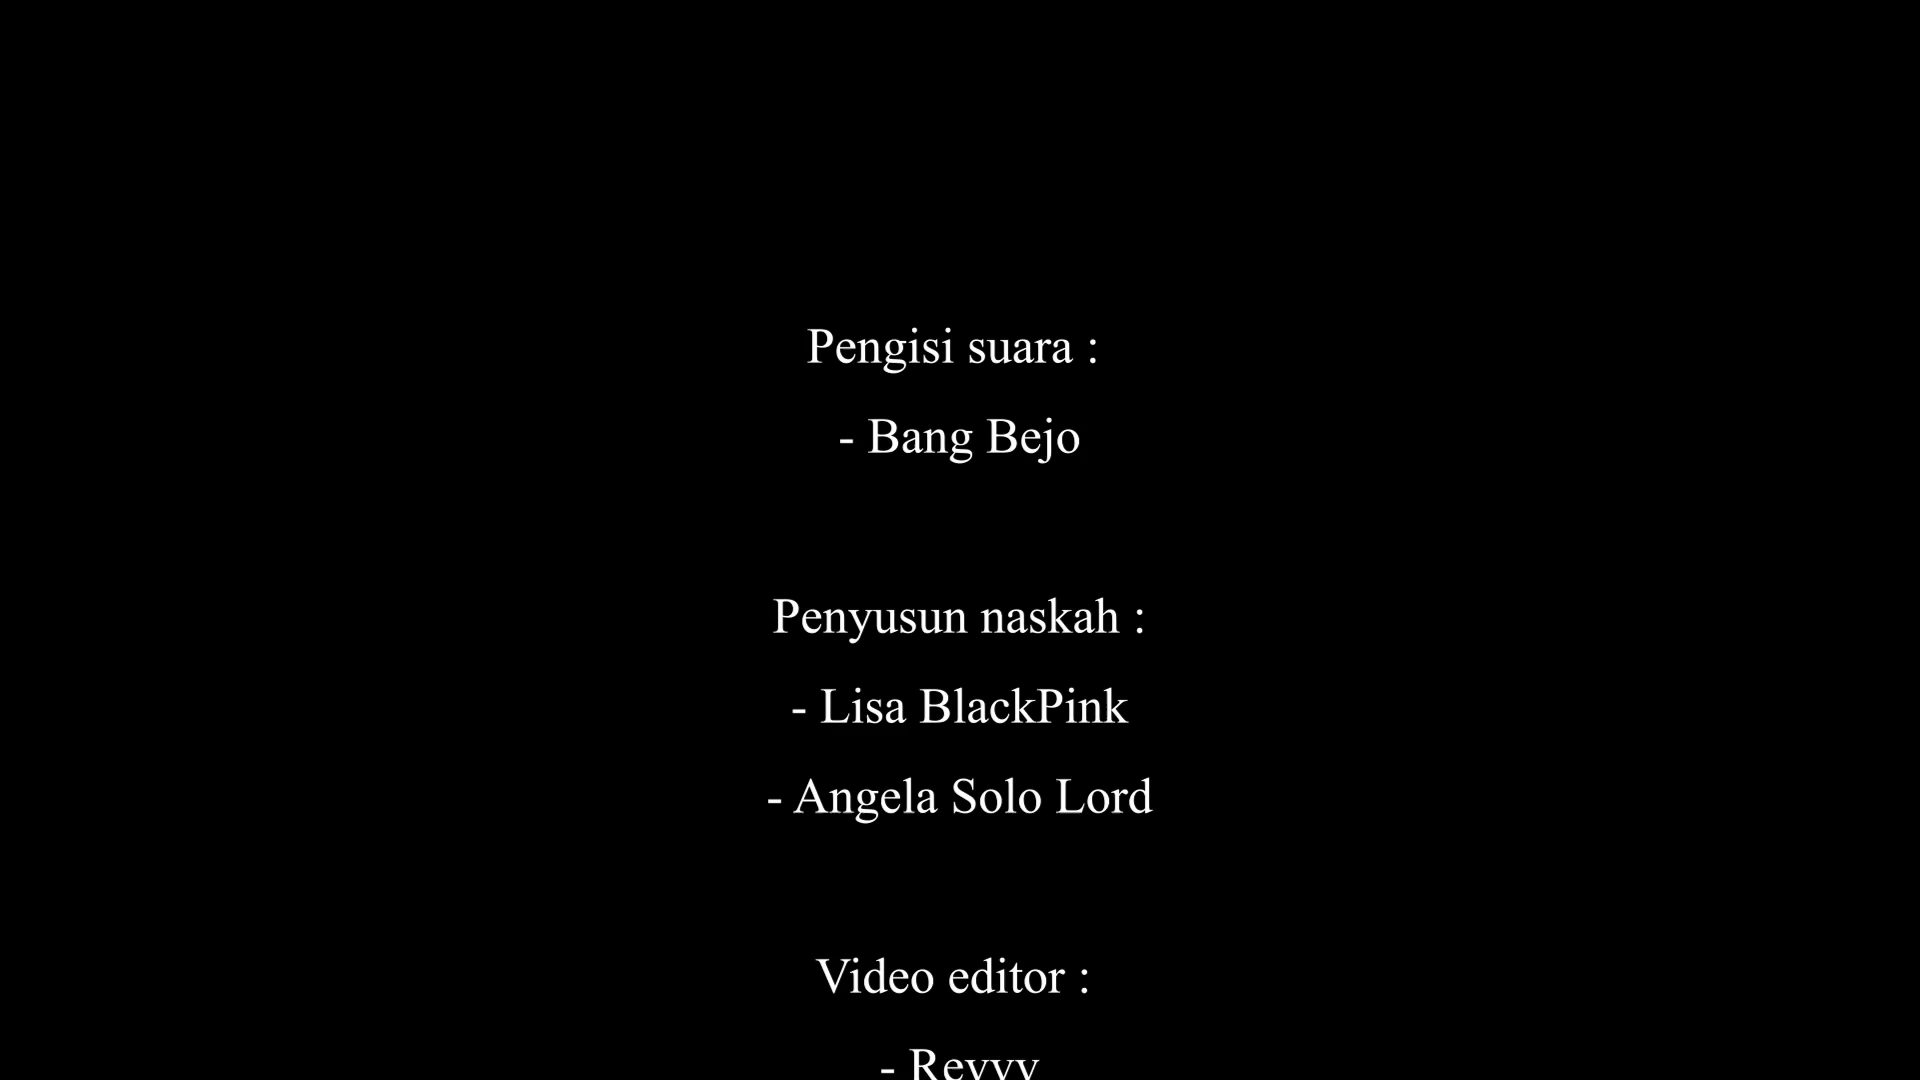 Pengisi suara :
- Bang Bejo
Penyusun naskah :
- Lisa BlackPink
- Angela Solo Lord
Video editor :
-